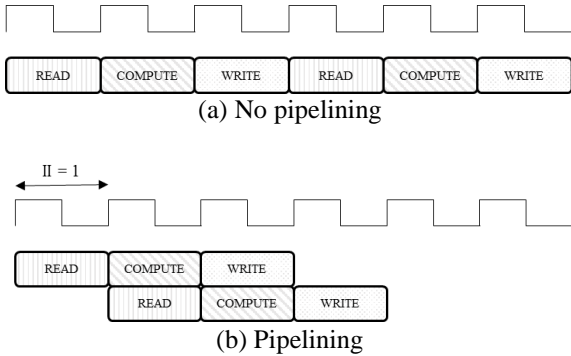 READ COMPUTE WRITE READ COMPUTE WRITE
(a) No pipelining
II = 1
READ COMPUTE WRITE
READ COMPUTE WRITE
(b) Pipelining